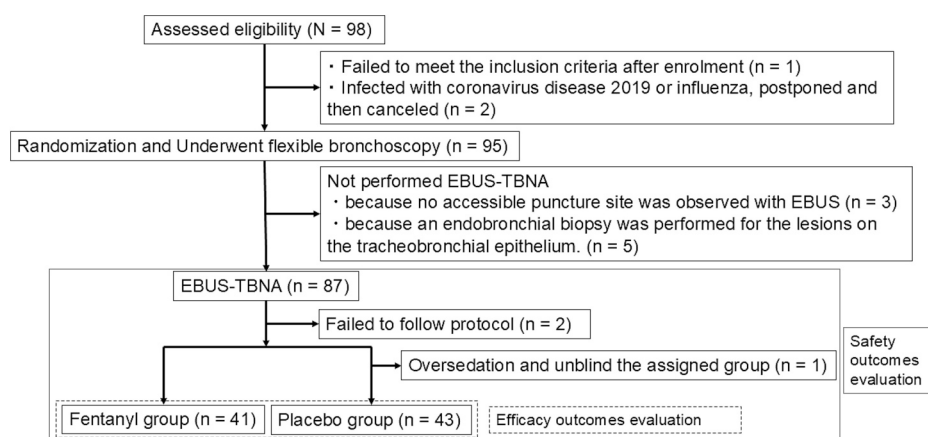 Assessed eligibility (N = 98)
・Failed to meet the inclusion criteria after enrolment (n = 1)
・Infected with coronavirus disease 2019 or influenza, postponed and
then canceled (n = 2)
Randomization and Underwent flexible bronchoscopy (n = 95)
Not performed EBUS-TBNA
・because no accessible puncture site was observed with EBUS (n = 3)
・because an endobronchial biopsy was performed for the lesions on
the tracheobronchial epithelium. (n = 5)
EBUS-TBNA (n = 87)
Failed to follow protocol (n = 2)
Safety
outcomes
evaluation
Oversedation and unblind the assigned group (n = 1)
Fentanyl group (n = 41)
Placebo group (n = 43)
Efficacy outcomes evaluation